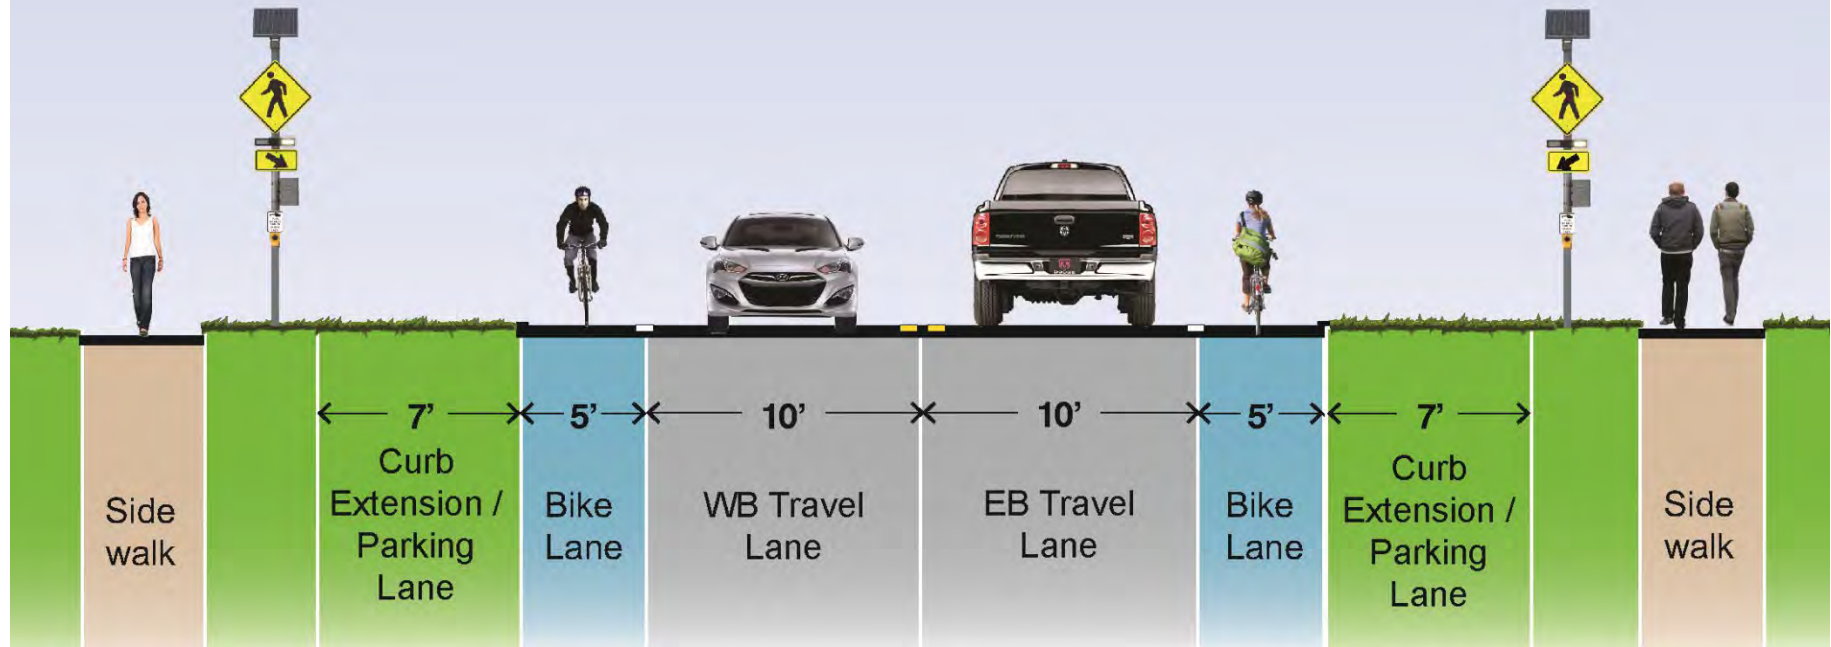 7’
5’
10’
10’
5’
7’
Side
walk
Curb
Extension /
Parking
Lane
Bike
Lane
WB Travel
Lane
EB Travel
Lane
Bike
Lane
Curb
Extension /
Parking
Lane
Side
walk